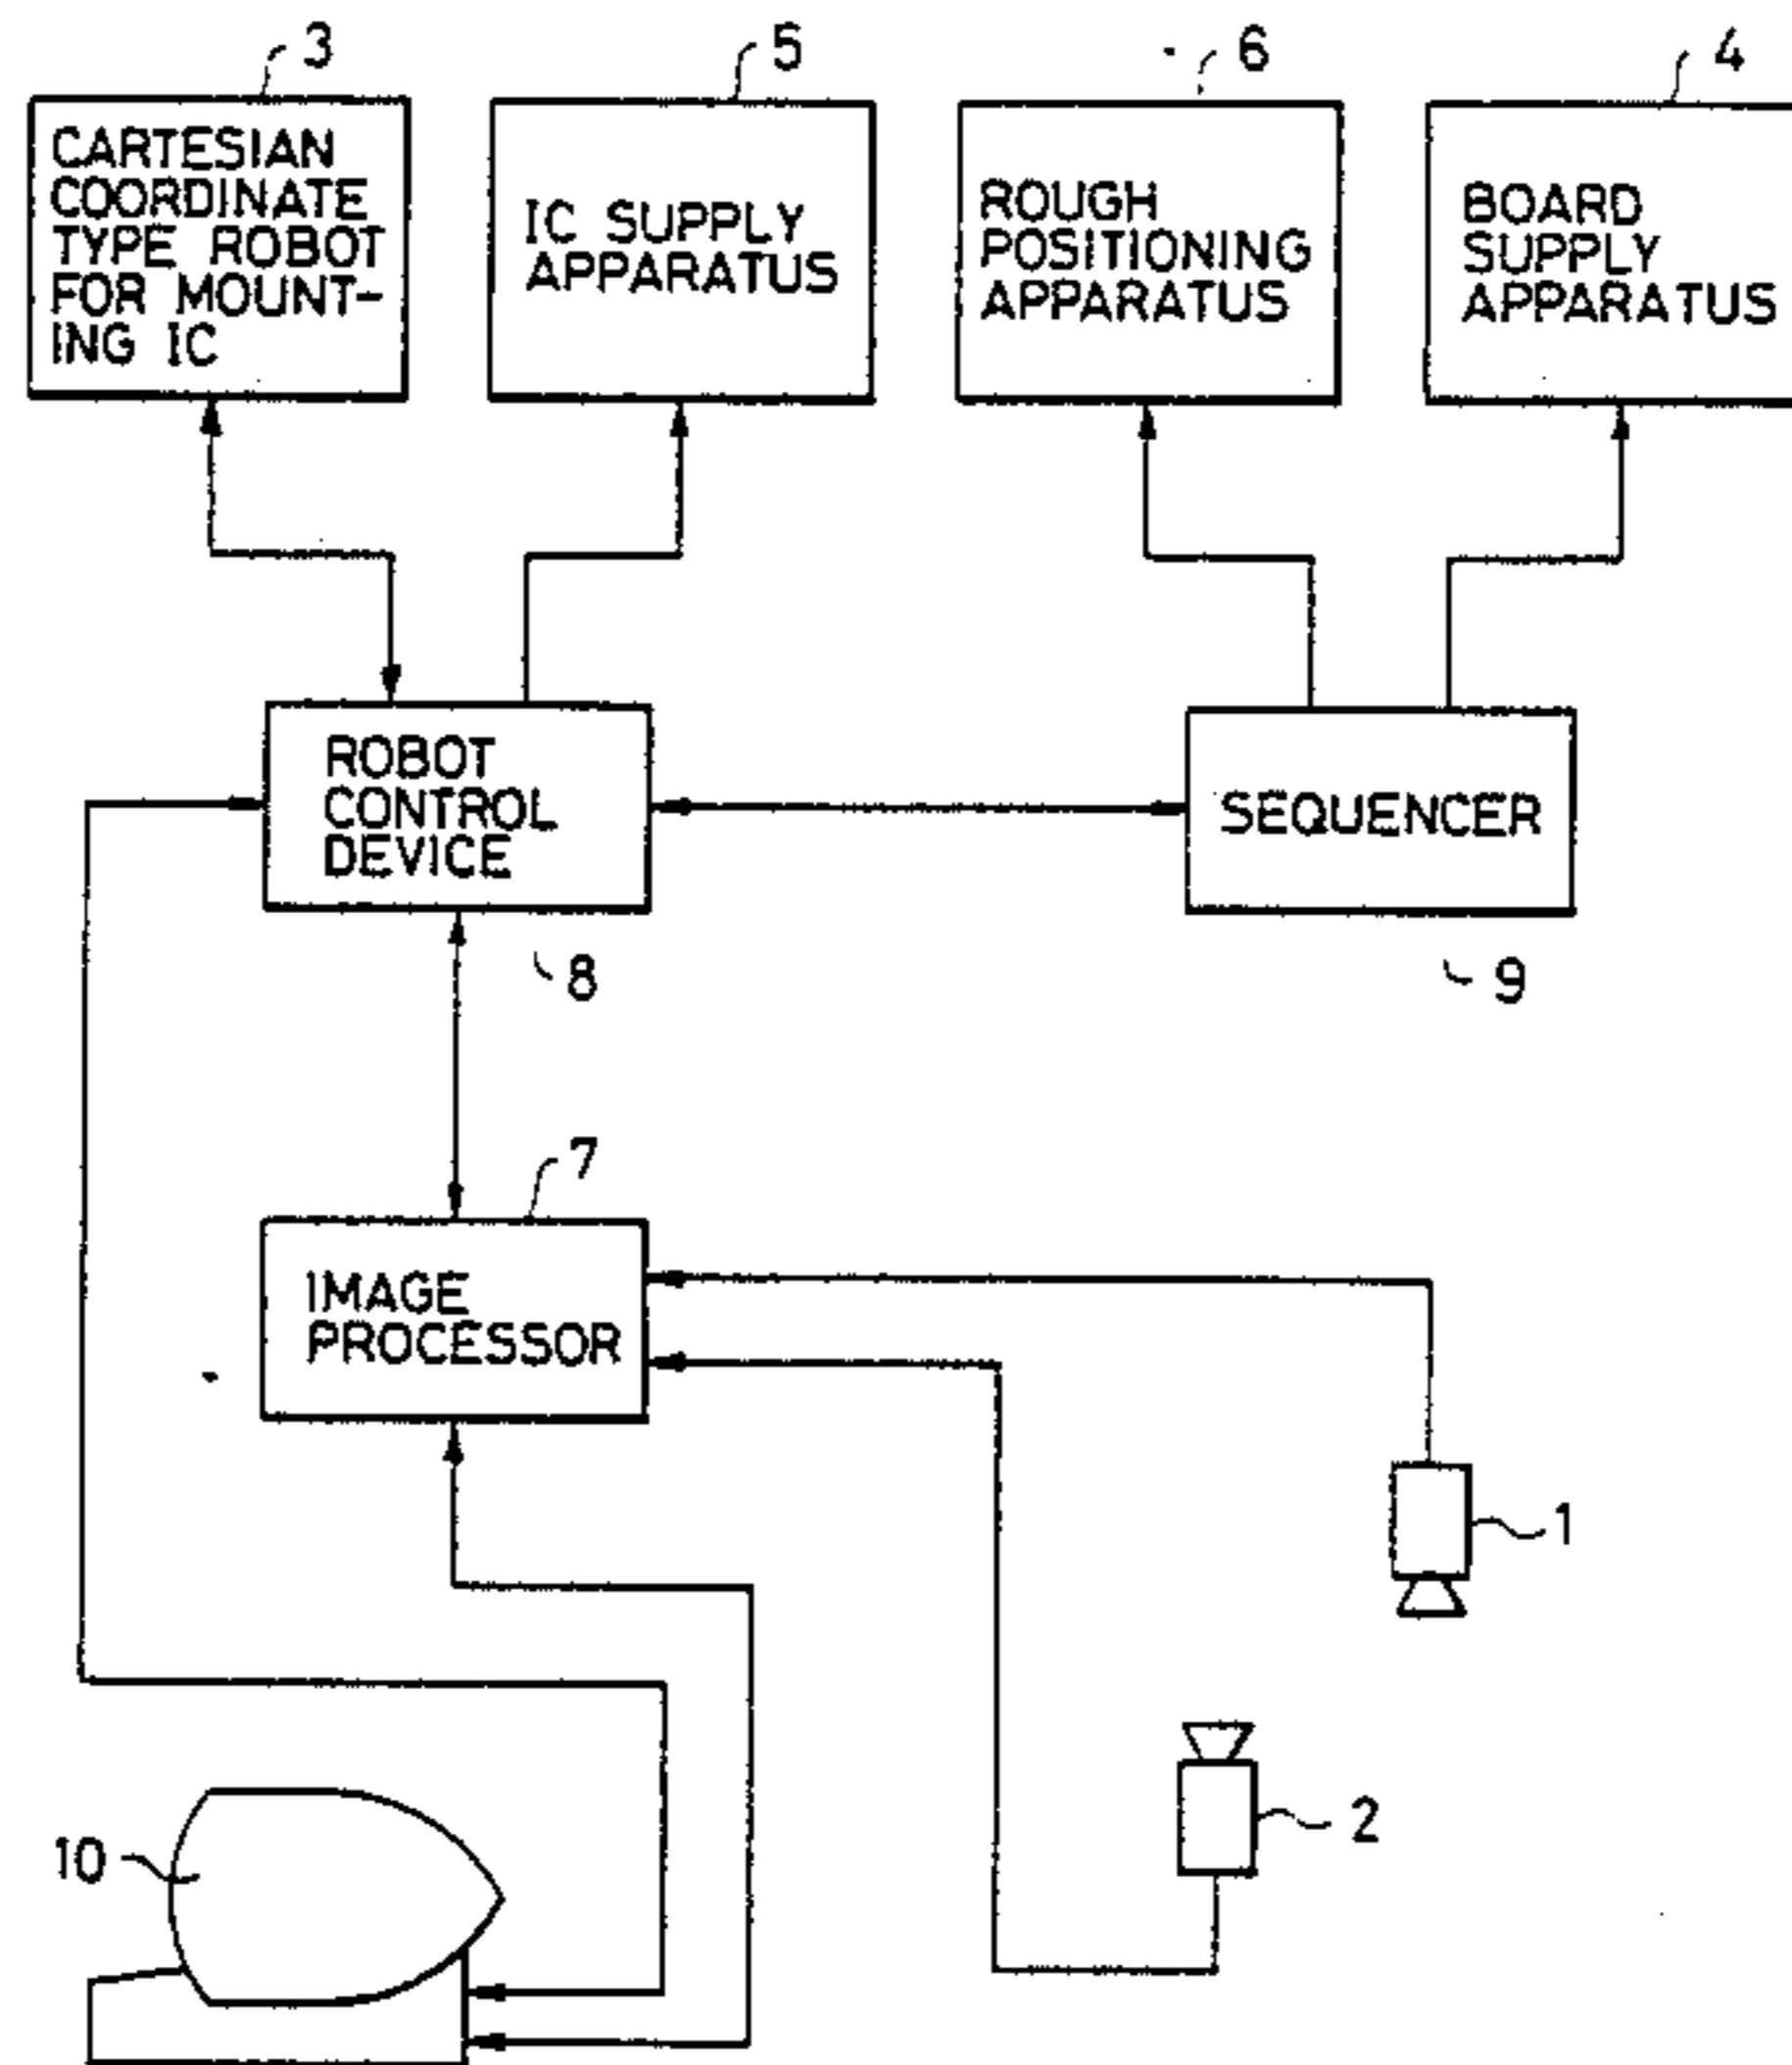 3
5
6
4
CARTESIAN
COORDINATE
TYPE ROBOT
FOR MOUNT-
ING IC
IC SUPPLY
APPARATUS
ROUGH
POSITIONING
APPARATUS
BOARD
SUPPLY
APPARATUS
ROBOT
CONTROL
DEVICE
SEQUENCER
8
9
7
IMAGE
PROCESSOR
1
2
10